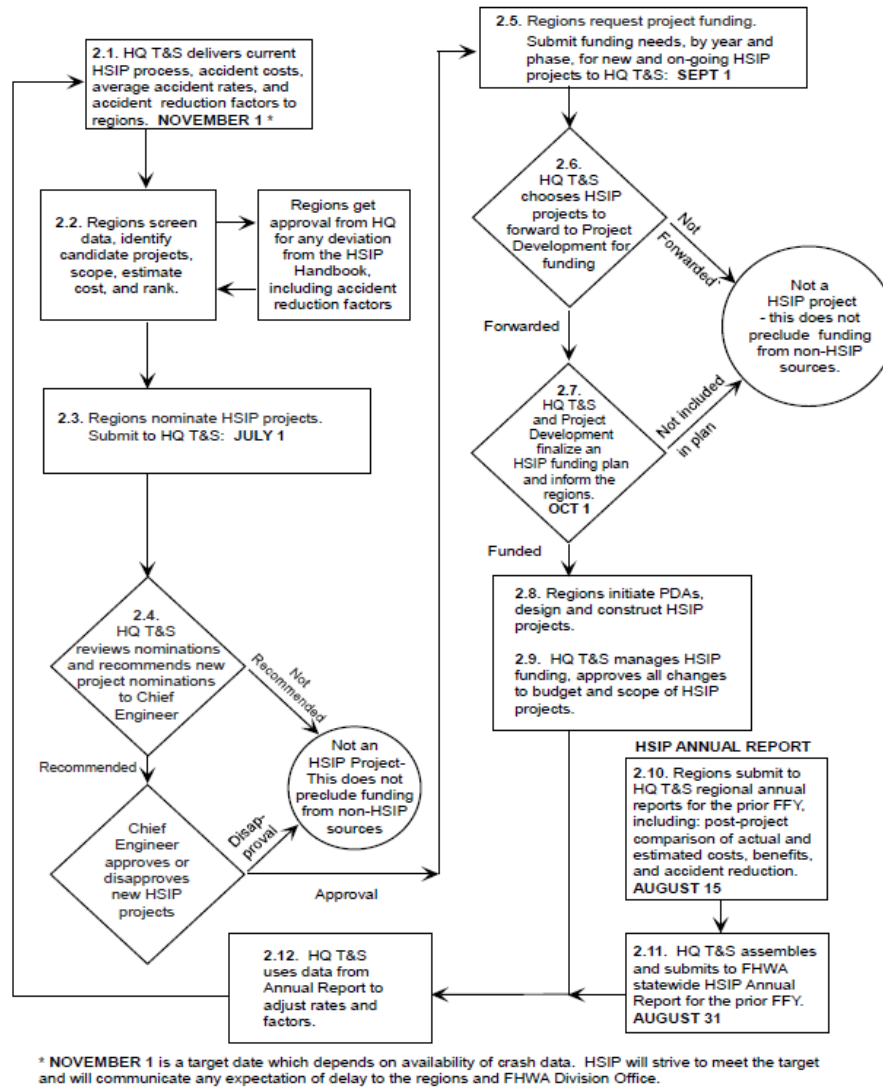 2.1. HQ T&S delivers current
HSIP process, accident costs,
average accident rates, and
accident reduction factors to
regions. NOVEMBER 1 *
2.2. Regions screen
data, identify
candidate projects,
scope, estimate
cost, and rank.
Regions get
approval from HQ
for any deviation
from the HSIP
Handbook,
including accident
reduction factors
2.3. Regions nominate HSIP projects.
Submit to HQ T&S: JULY 1
2.4.
HQ T&S
reviews nominations
and recommends new
project nominations
to Chief
Engineer
Not
Recommended
Recommended
Not an
HSIP Project-
This does not
preclude funding
from non-HSIP
sources
Chief
Engineer
approves or
disapproves
new HSIP
projects
Disap-
proval
Approval
2.5. Regions request project funding.
Submit funding needs, by year and
phase, for new and on-going HSIP
projects to HQ T&S: SEPT 1
2.6.
HQ T&S
chooses HSIP
projects to
forward to Project
Development for
funding
Not
Forwarded`
Forwarded
Not a
HSIP project
- this does not
preclude funding
from non-HSIP
sources.
2.7.
HQ T&S
and Project
Development
finalize an
HSIP funding plan
and inform the
regions.
OCT 1
Not included
in plan
Funded
2.8. Regions initiate PDAs,
design and construct HSIP
projects.
2.9. HQ T&S manages HSIP
funding, approves all changes
to budget and scope of HSIP
projects.
HSIP ANNUAL REPORT
2.10. Regions submit to
HQ T&S regional annual
reports for the prior FFY,
including: post-project
comparison of actual and
estimated costs, benefits,
and accident reduction.
AUGUST 15
2.11. HQ T&S assembles
and submits to FHWA
statewide HSIP Annual
Report for the prior FFY.
AUGUST 31
2.12. HQ T&S
uses data from
Annual Report to
adjust rates and
factors.
* NOVEMBER 1 is a target date which depends on availability of crash data. HSIP will strive to meet the target
and will communicate any expectation of delay to the regions and FHWA Division Office.